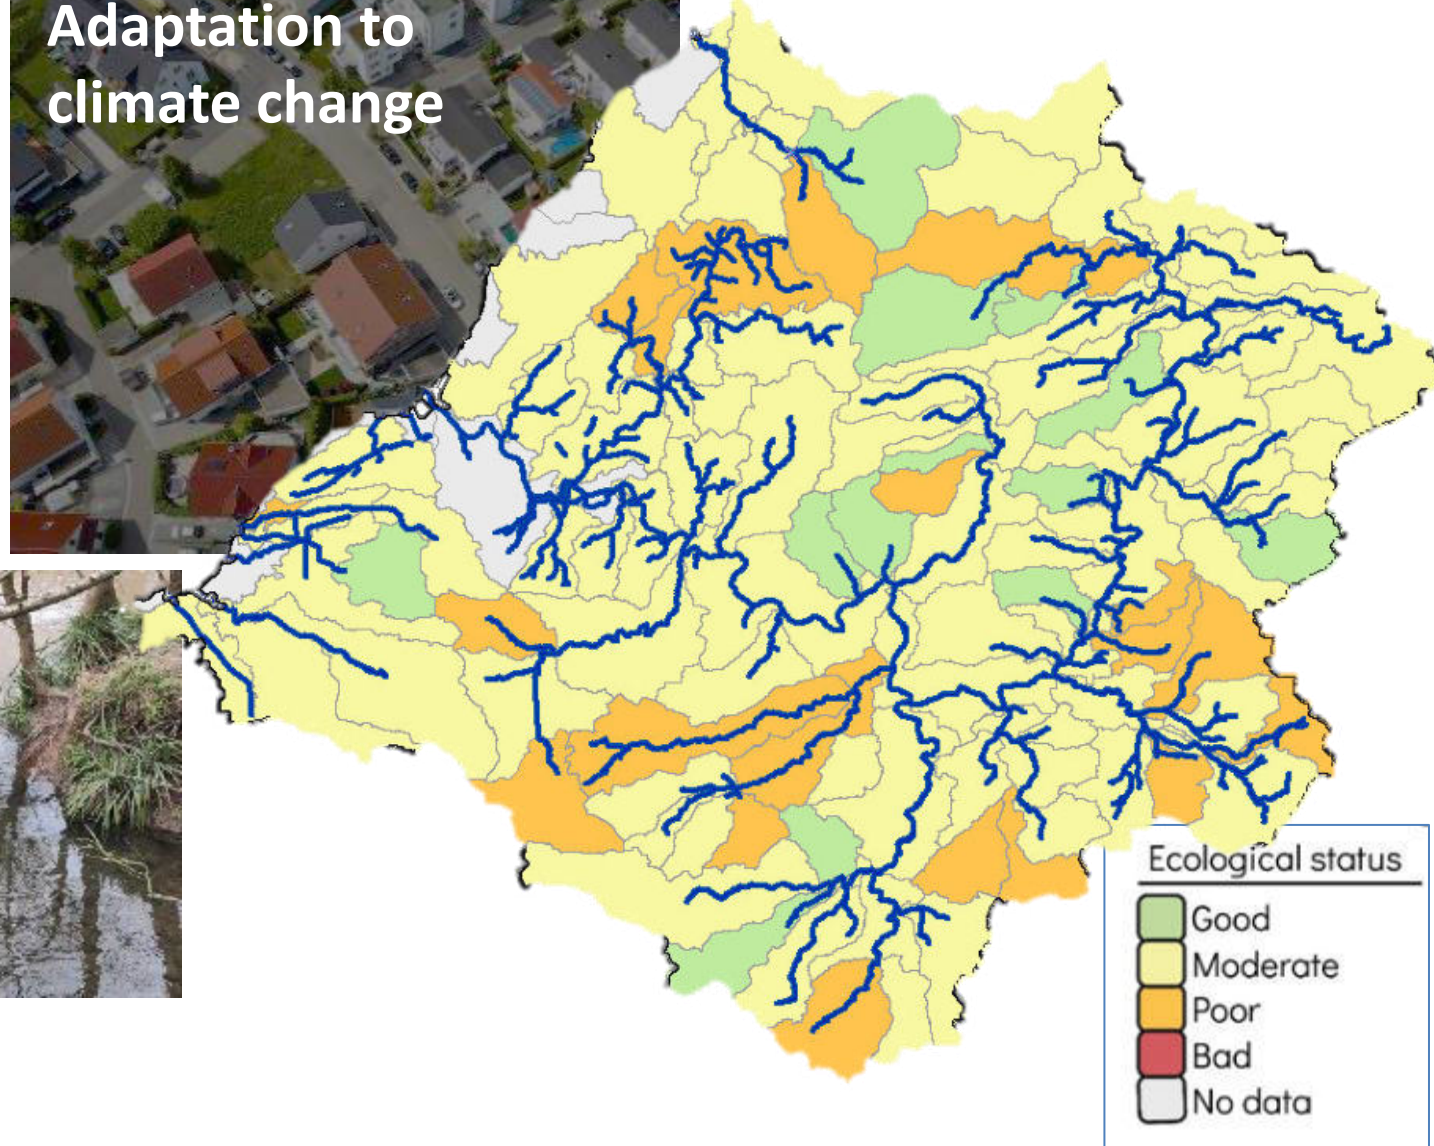 Adaptation to
climate change
Ecological status
Good
Moderate
Poor
Bad
No data